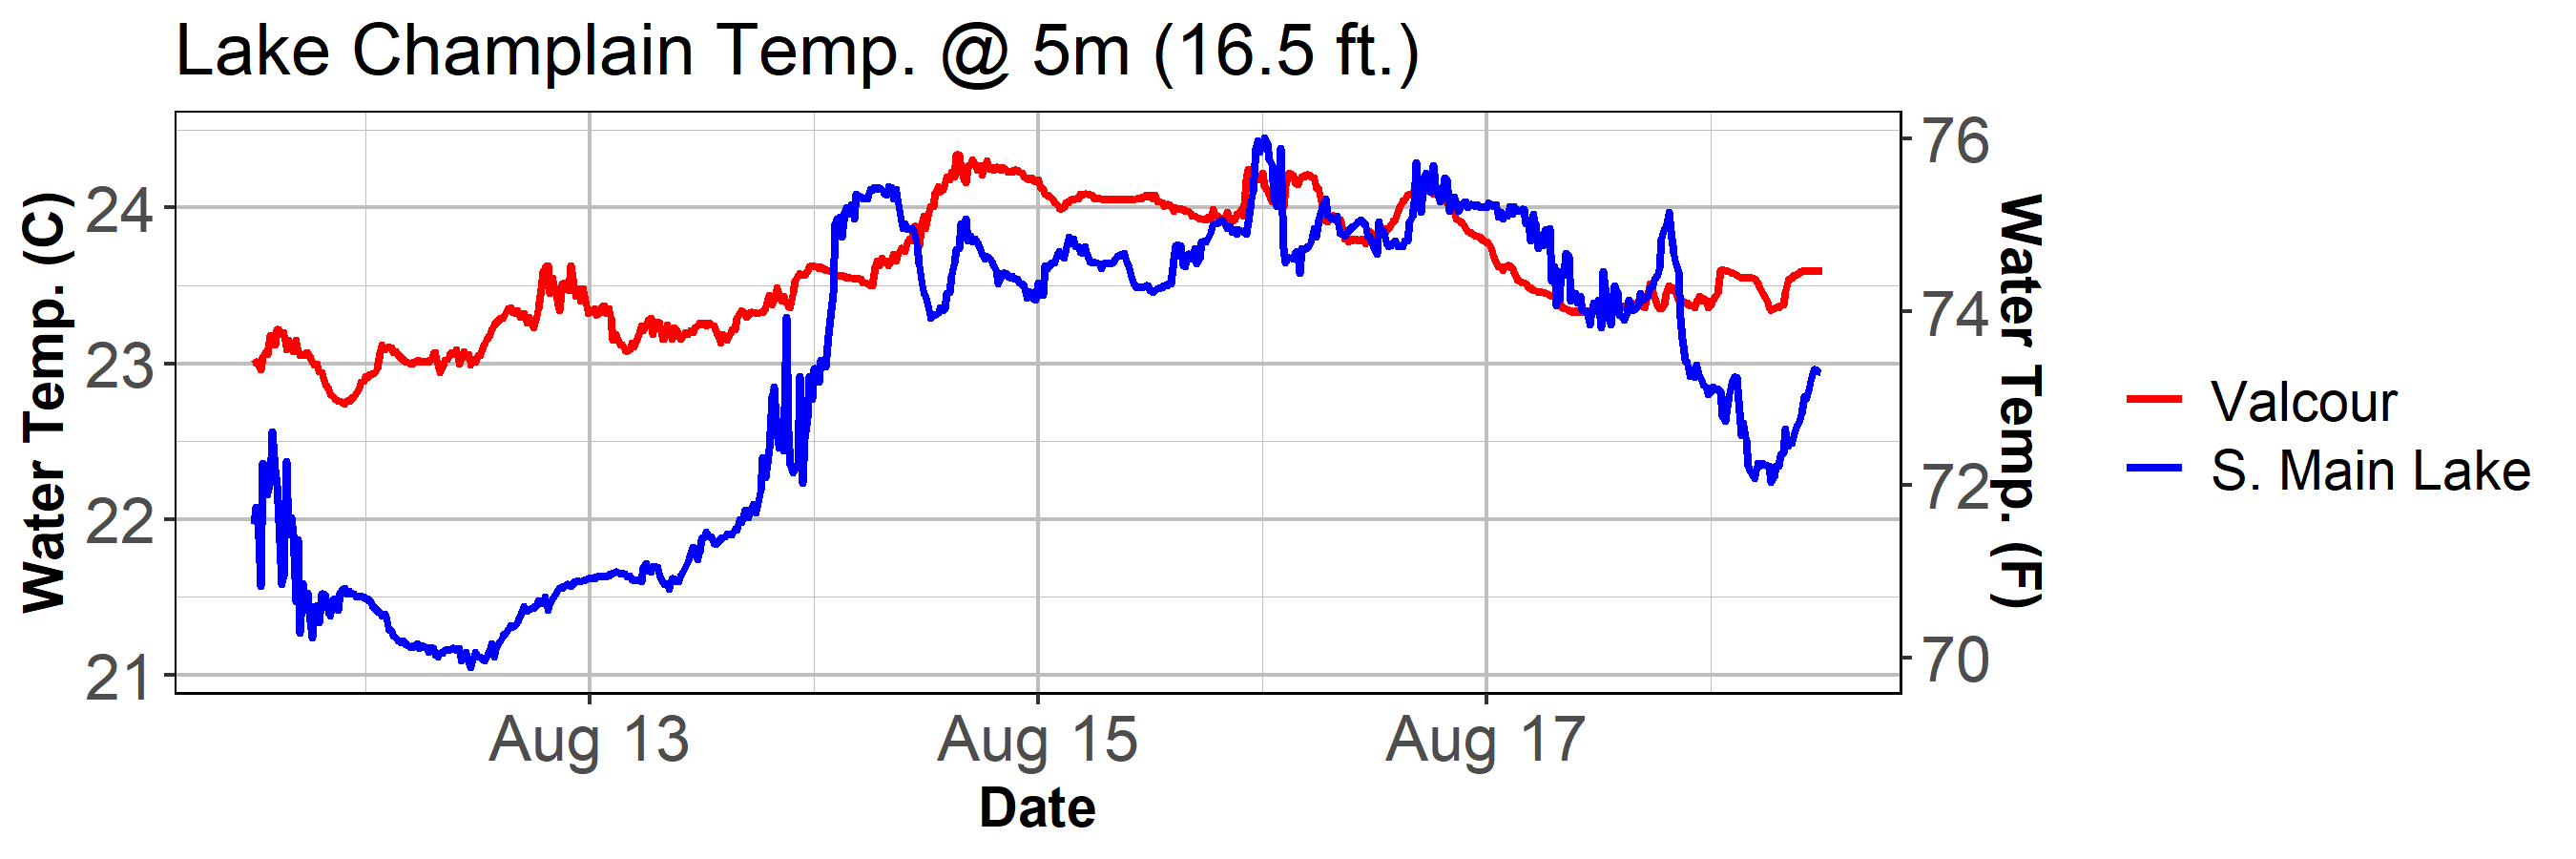 Lake Champlain Temp. @ 5m (16.5 ft.)
Water Temp. (C)
24
23
22
21
76
74
72
70
Water Temp. (F)
Aug 13 Aug 15 Aug 17
Date
Valcour
S. Main Lake